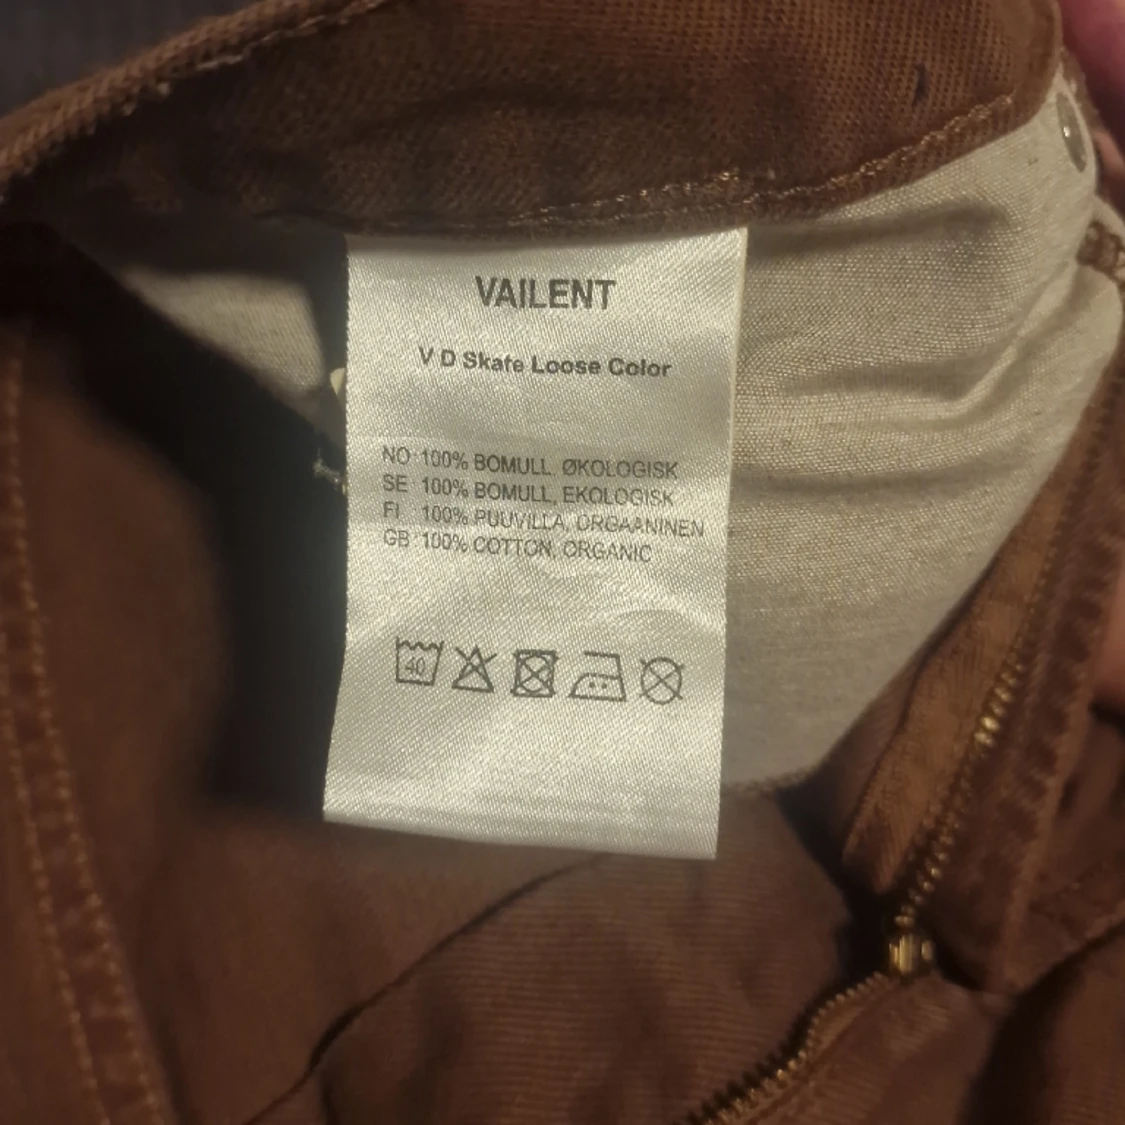 VAILENT
V D Skate Loose Color
NO 100% BOMULL, ØKOLOGISK
SE 100% BOMULL, EKOLOGISK
FI 100% PUUVILLA, ORGAANINEN
GB 100% COTTON, ORGANIC
40